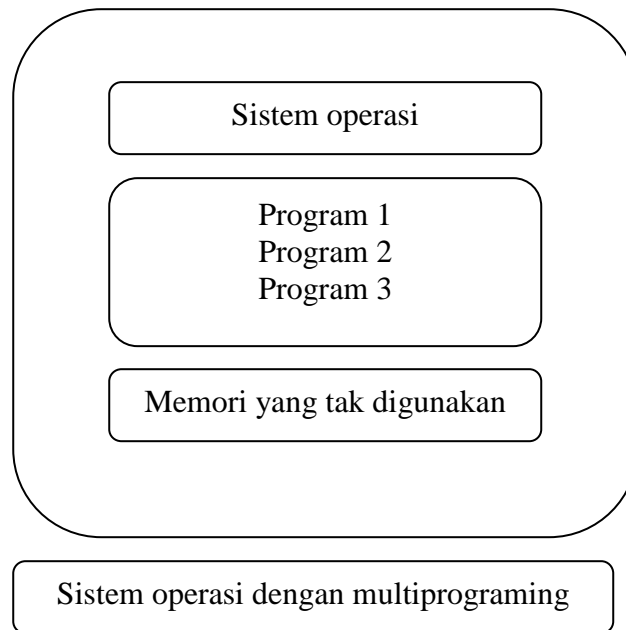 Sistem operasi
Program 1
Program 2
Program 3
Memori yang tak digunakan
Sistem operasi dengan multiprograming